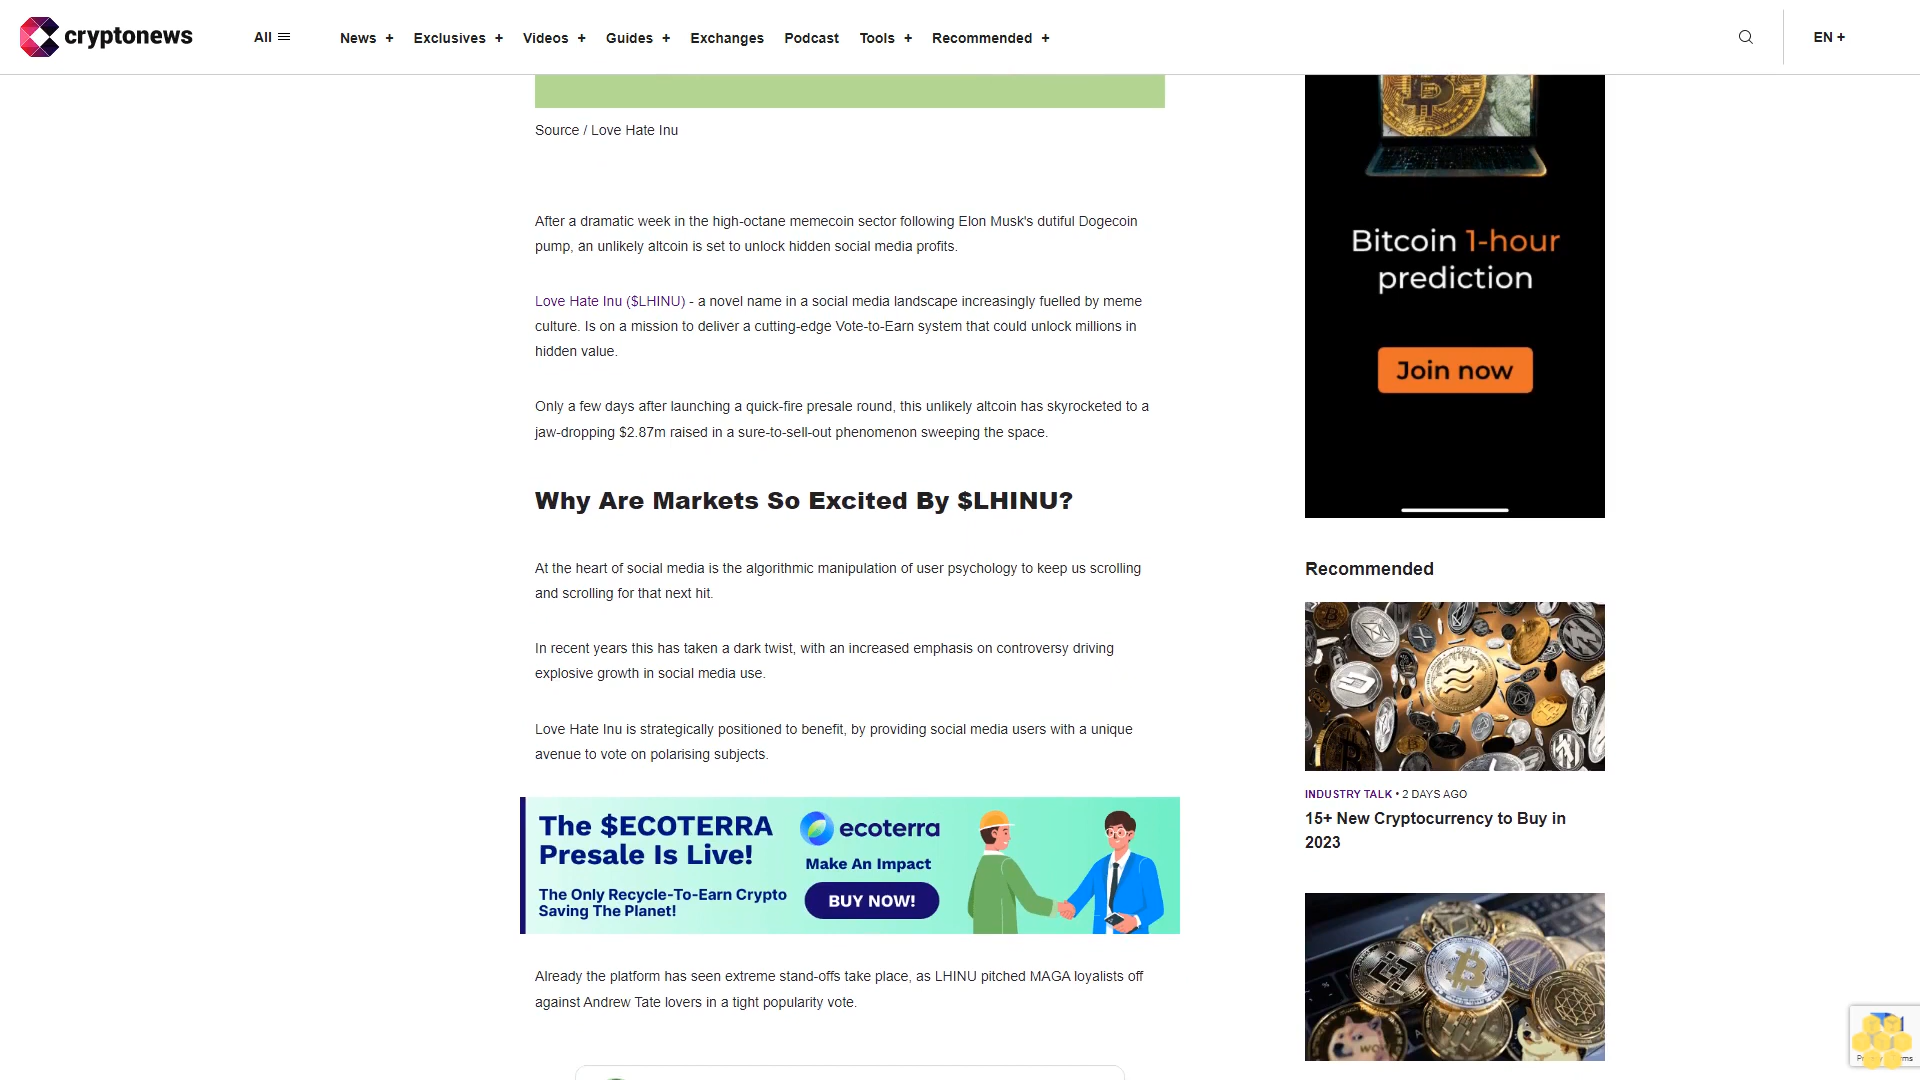 cryptonews
All
News +
Exclusives +
Videos +
Guides +
Exchanges
Podcast
Tools +
Recommended +
EN +
Source / Love Hate Inu
After a dramatic week in the high-octane memecoin sector following Elon Musk's dutiful Dogecoin
pump, an unlikely altcoin is set to unlock hidden social media profits.
Love Hate Inu ($LHINU) - a novel name in a social media landscape increasingly fuelled by meme
culture. Is on a mission to deliver a cutting-edge Vote-to-Earn system that could unlock millions in
hidden value.
Only a few days after launching a quick-fire presale round, this unlikely altcoin has skyrocketed to a
jaw-dropping $2.87m raised in a sure-to-sell-out phenomenon sweeping the space.
Why Are Markets So Excited By $LHINU?
At the heart of social media is the algorithmic manipulation of user psychology to keep us scrolling
and scrolling for that next hit.
In recent years this has taken a dark twist, with an increased emphasis on controversy driving
explosive growth in social media use.
Love Hate Inu is strategically positioned to benefit, by providing social media users with a unique
avenue to vote on polarising subjects.
The $ECOTERRA
Presale Is Live!
The Only Recycle-To-Earn Crypto
Saving The Planet!
ecoterra
Make An Impact
BUY NOW!
Already the platform has seen extreme stand-offs take place, as LHINU pitched MAGA loyalists off
against Andrew Tate lovers in a tight popularity vote.
Bitcoin 1-hour
prediction
Join now
Recommended
INDUSTRY TALK • 2 DAYS AGO
15+ New Cryptocurrency to Buy in
2023